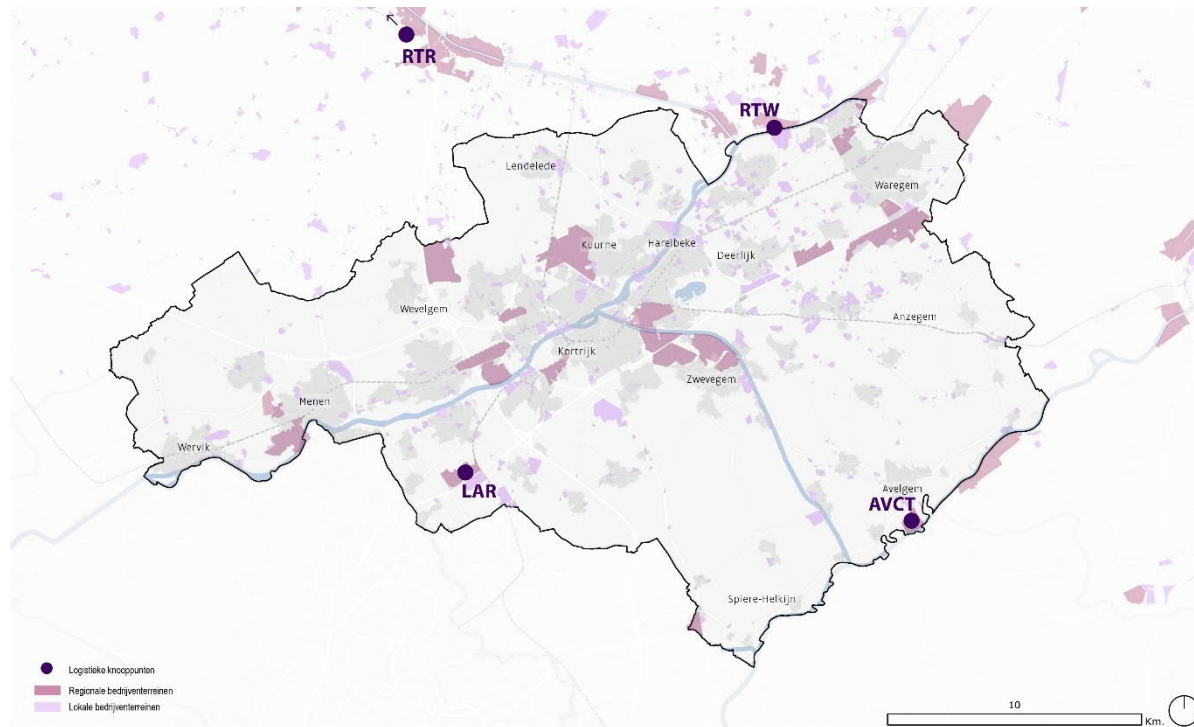 RTR
RTW
Lendelede
Waregem
Kuurne
Harelbeke
Deerlijk
Wevelgem
Anzegem
Kortrijk
Zwevegem
Menen
Wervik
LAR
Avelgem
AVCT
Spiere-Helkijn
Logistieke knooppunten
Regionale bedrijventerreinen
Lokale bedrijventerreinen
10
Km.